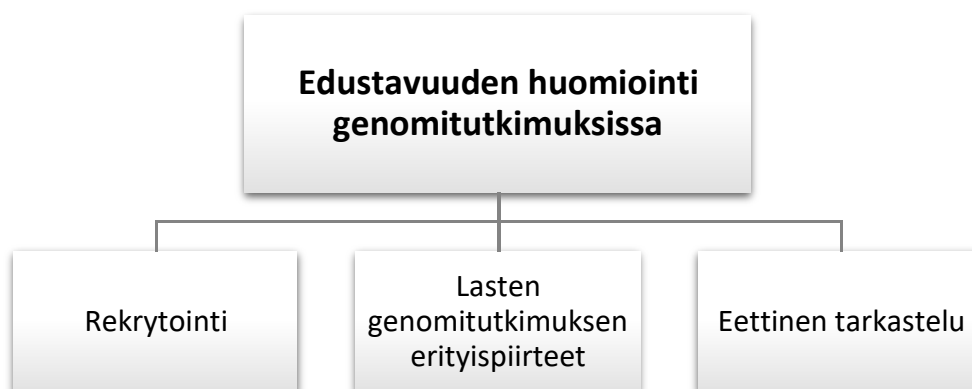 Edustavuuden huomiointi
genomitutkimuksissa
Rekrytointi
Lasten
genomitutkimuksen
erityispiirteet
Eettinen tarkastelu